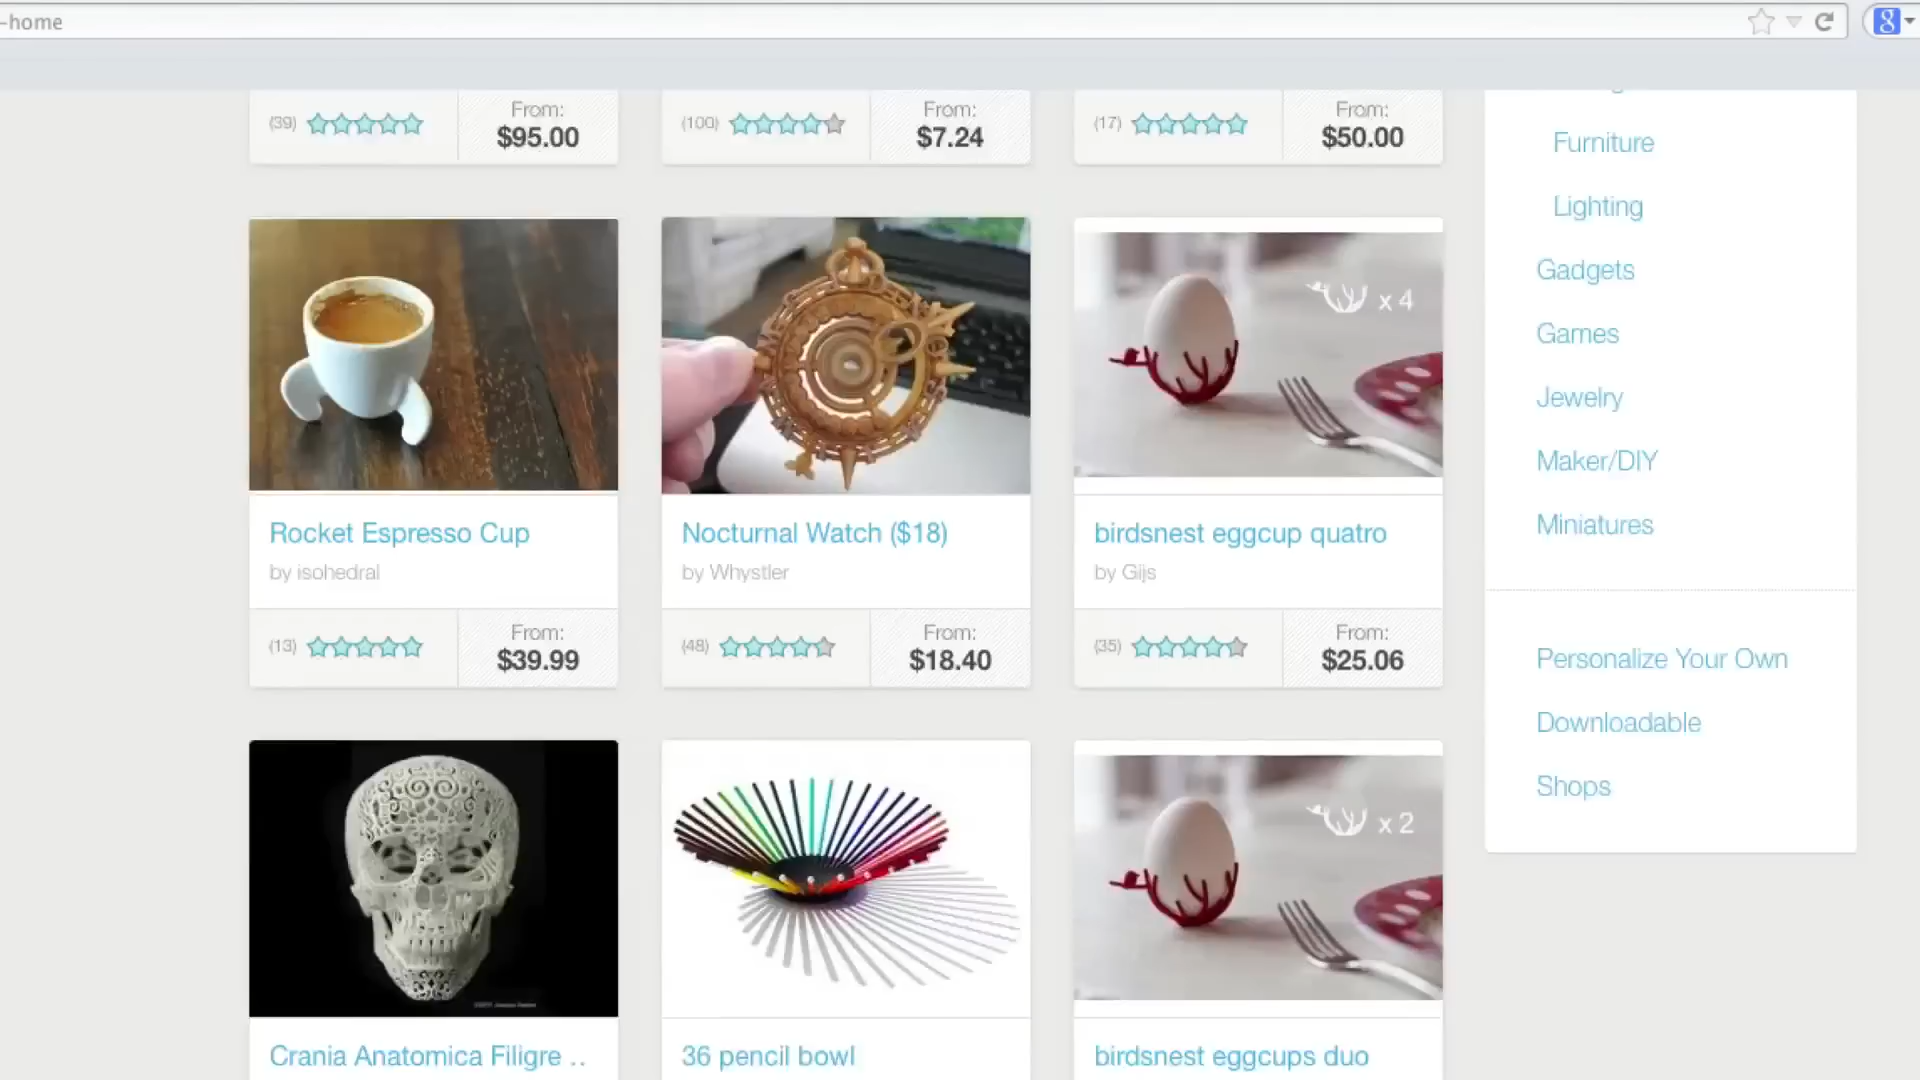 -home
(39)
From:
$95.00
(100)
From:
$7.24
(17)
From:
$50.00
Furniture
Lighting
Gadgets
Games
Jewelry
Maker/DIY
Miniatures
Personalize Your Own
Downloadable
Shops
x 4
Rocket Espresso Cup
by isohedral
(13)
From:
$39.99
Nocturnal Watch ($18)
by Whystler
(48)
From:
$18.40
birdsnest eggcup quatro
by Gijs
(35)
From:
$25.06
x 2
Crania Anatomica Filigre ..
36 pencil bowl
birdsnest eggcups duo